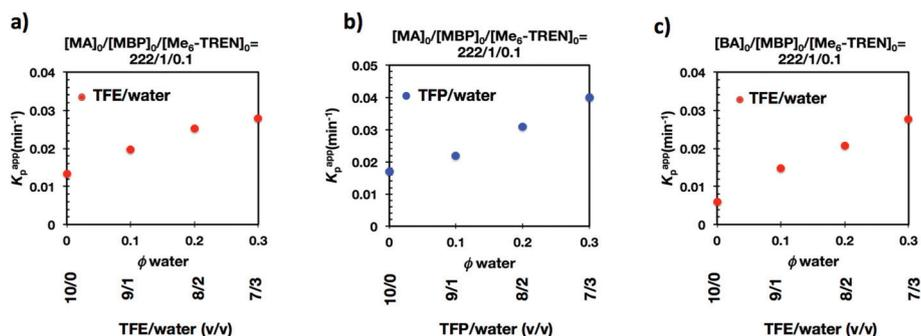 a)
[MA]₀/[MBP]₀/[Me₆-TREN]₀=
222/1/0.1
0.04
0.03
0.02
0.01
0
Kₚᵃᵖᵖ(min⁻¹)
TFE/water
0 0.1 0.2 0.3
ϕ water
10/0 9/1 8/2 7/3
TFE/water (v/v)
b)
[MA]₀/[MBP]₀/[Me₆-TREN]₀=
222/1/0.1
0.05
0.04
0.03
0.02
0.01
0
Kₚᵃᵖᵖ(min⁻¹)
TFP/water
0 0.1 0.2 0.3
ϕ water
10/0 9/1 8/2 7/3
TFP/water (v/v)
c)
[BA]₀/[MBP]₀/[Me₆-TREN]₀=
222/1/0.1
0.04
0.03
0.02
0.01
0
Kₚᵃᵖᵖ(min⁻¹)
TFE/water
0 0.1 0.2 0.3
ϕ water
10/0 9/1 8/2 7/3
TFE/water (v/v)